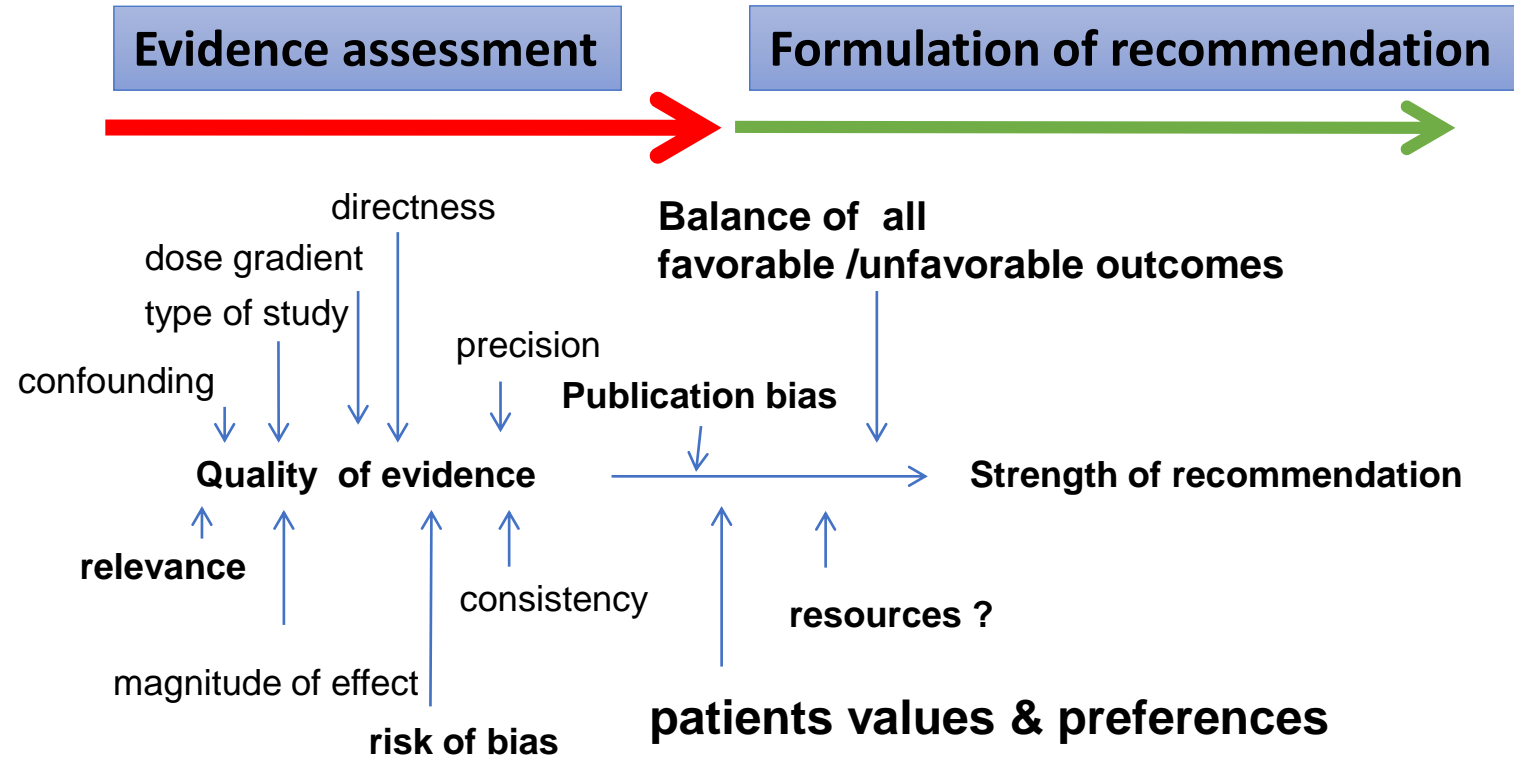 Evidence assessment
Formulation of recommendation
directness
Balance of all
favorable /unfavorable outcomes
dose gradient
type of study
precision
confounding
Publication bias
Quality of evidence
Strength of recommendation
relevance
consistency
resources ?
magnitude of effect
patients values & preferences
risk of bias